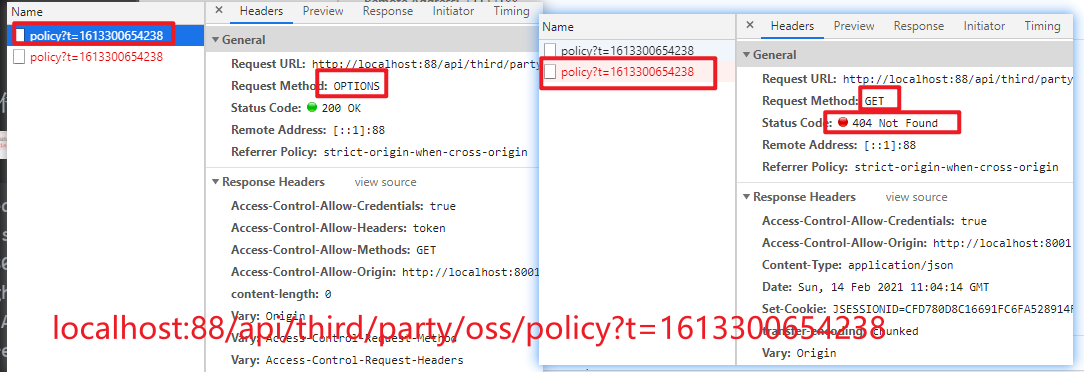 Name
policy?t=1613300654238
policy?t=1613300654238
× Headers Preview Response Initiator Timing
General
Request URL: http://localhost:88/api/third/party
Request Method: OPTIONS
Status Code: 200 OK
Remote Address: [::1]:88
Referrer Policy: strict-origin-when-cross-origin
Response Headers view source
Access-Control-Allow-Credentials: true
Access-Control-Allow-Headers: token
Access-Control-Allow-Methods: GET
Access-Control-Allow-Origin: http://localhost:8001
content-length: 0
Vary: Origin
Vary: Access-Control-Request-Method
Vary: Access-Control-Request-Headers
Name
policy?t=1613300654238
policy?t=1613300654238
× Headers Preview Response Initiator Timing
General
Request URL: http://localhost:88/api/third/party
Request Method: GET
Status Code: 404 Not Found
Remote Address: [::1]:88
Referrer Policy: strict-origin-when-cross-origin
Response Headers view source
Access-Control-Allow-Credentials: true
Access-Control-Allow-Origin: http://localhost:8001
Content-Type: application/json
Date: Sun, 14 Feb 2021 11:04:14 GMT
Set-Cookie: JSESSIONID=CFD780D8C16691FC6FA528914F
transfer-encoding: chunked
Vary: Origin
localhost:88/api/third/party/oss/policy?t=1613300654238